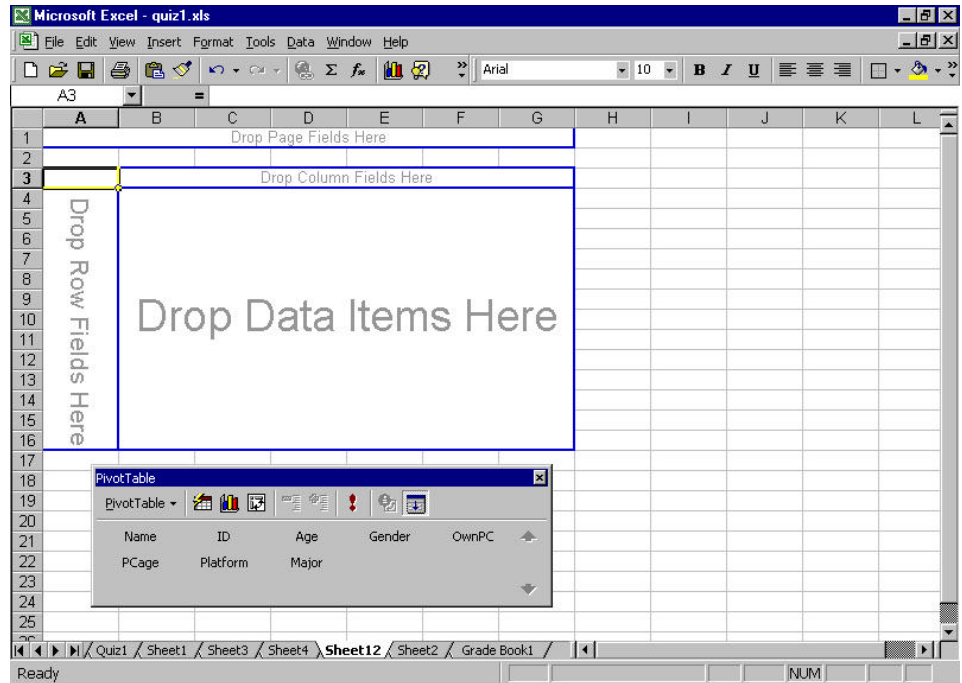 Microsoft Excel - quiz1.xls
File Edit View Insert Format Tools Data Window Help
Σ fx » Arial 10 B I U »
A3 =
A B C D E F G H I J K L
1 Drop Page Fields Here
2
3 Drop Column Fields Here
4
5
6
7
8
9
10
11
12
13
14
15
16
Drop Row Fields Here
Drop Data Items Here
17
18
19
20
21
22
23
24
25
PivotTable
PivotTable
Name ID Age Gender OwnPC
PCage Platform Major
Quiz1 Sheet1 Sheet3 Sheet4 Sheet12 Sheet2 Grade Book1
Ready NUM